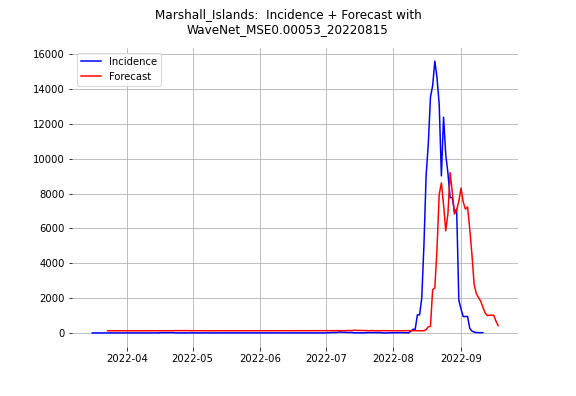 Marshall_Islands:  Incidence + Forecast with
WaveNet_MSE0.00053_20220815
Incidence
Forecast
16000
14000
12000
10000
8000
6000
4000
2000
0
2022-04 2022-05 2022-06 2022-07 2022-08 2022-09